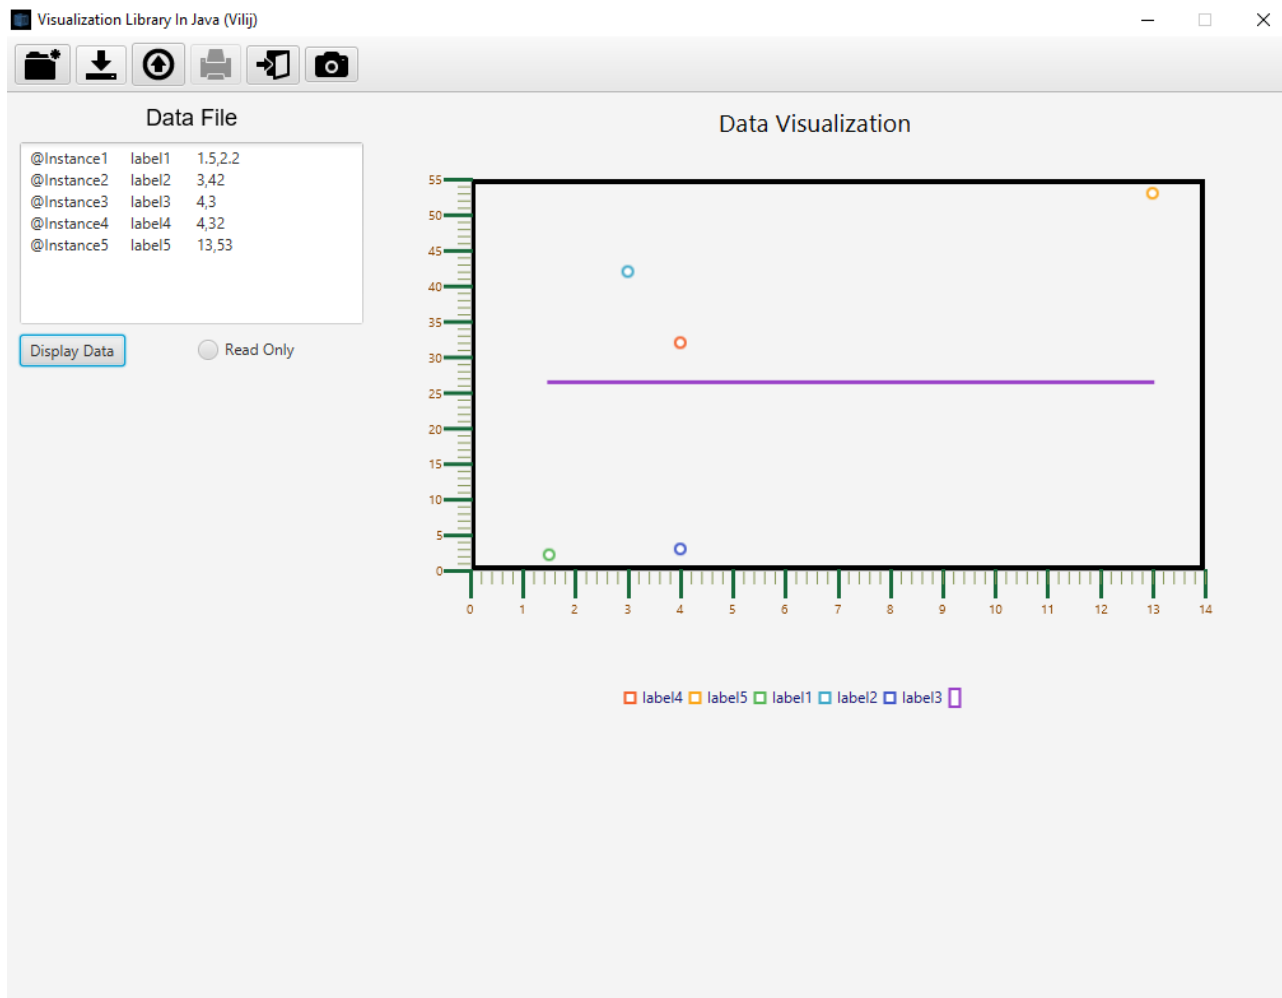 Visualization Library In Java (Vilij)
Data File
@Instance1 label1 1.5,2.2
@Instance2 label2 3,42
@Instance3 label3 4,3
@Instance4 label4 4,32
@Instance5 label5 13,53
Display Data
Read Only
Data Visualization
55
50
45
40
35
30
25
20
15
10
5
0
0 1 2 3 4 5 6 7 8 9 10 11 12 13 14
label4 label5 label1 label2 label3